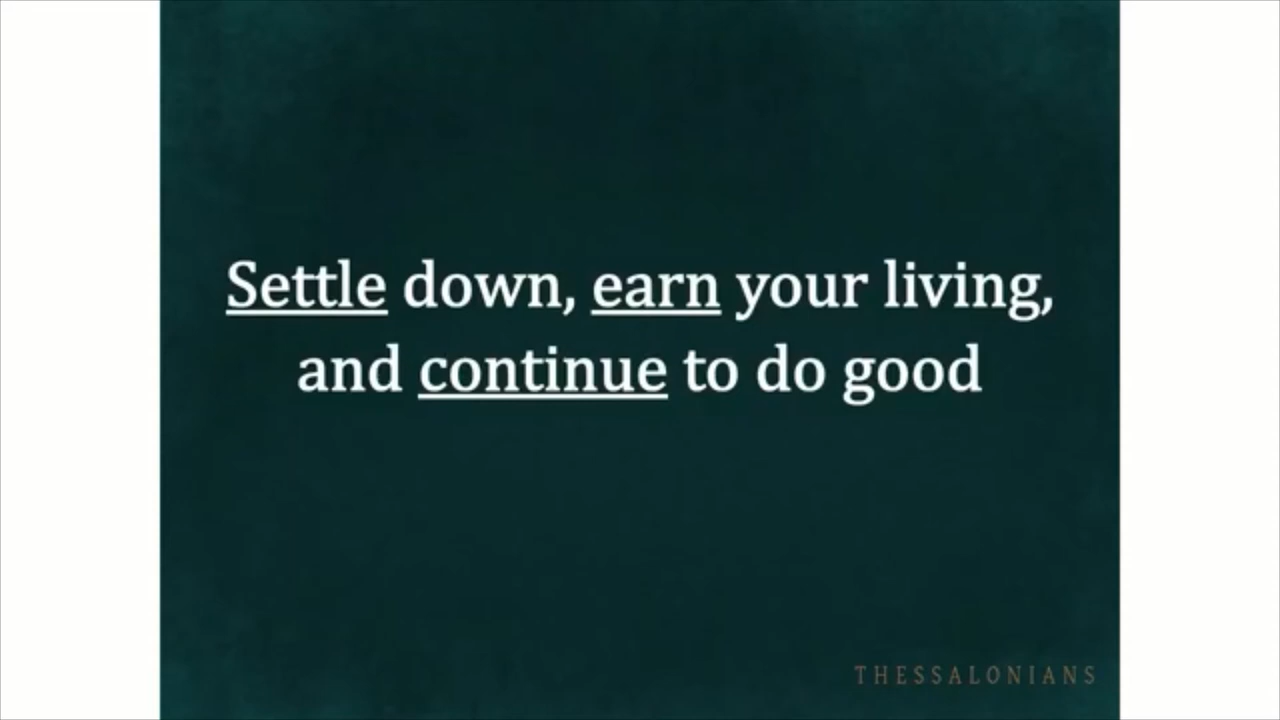 Settle down, earn your living,
and continue to do good
THESSALONIANS